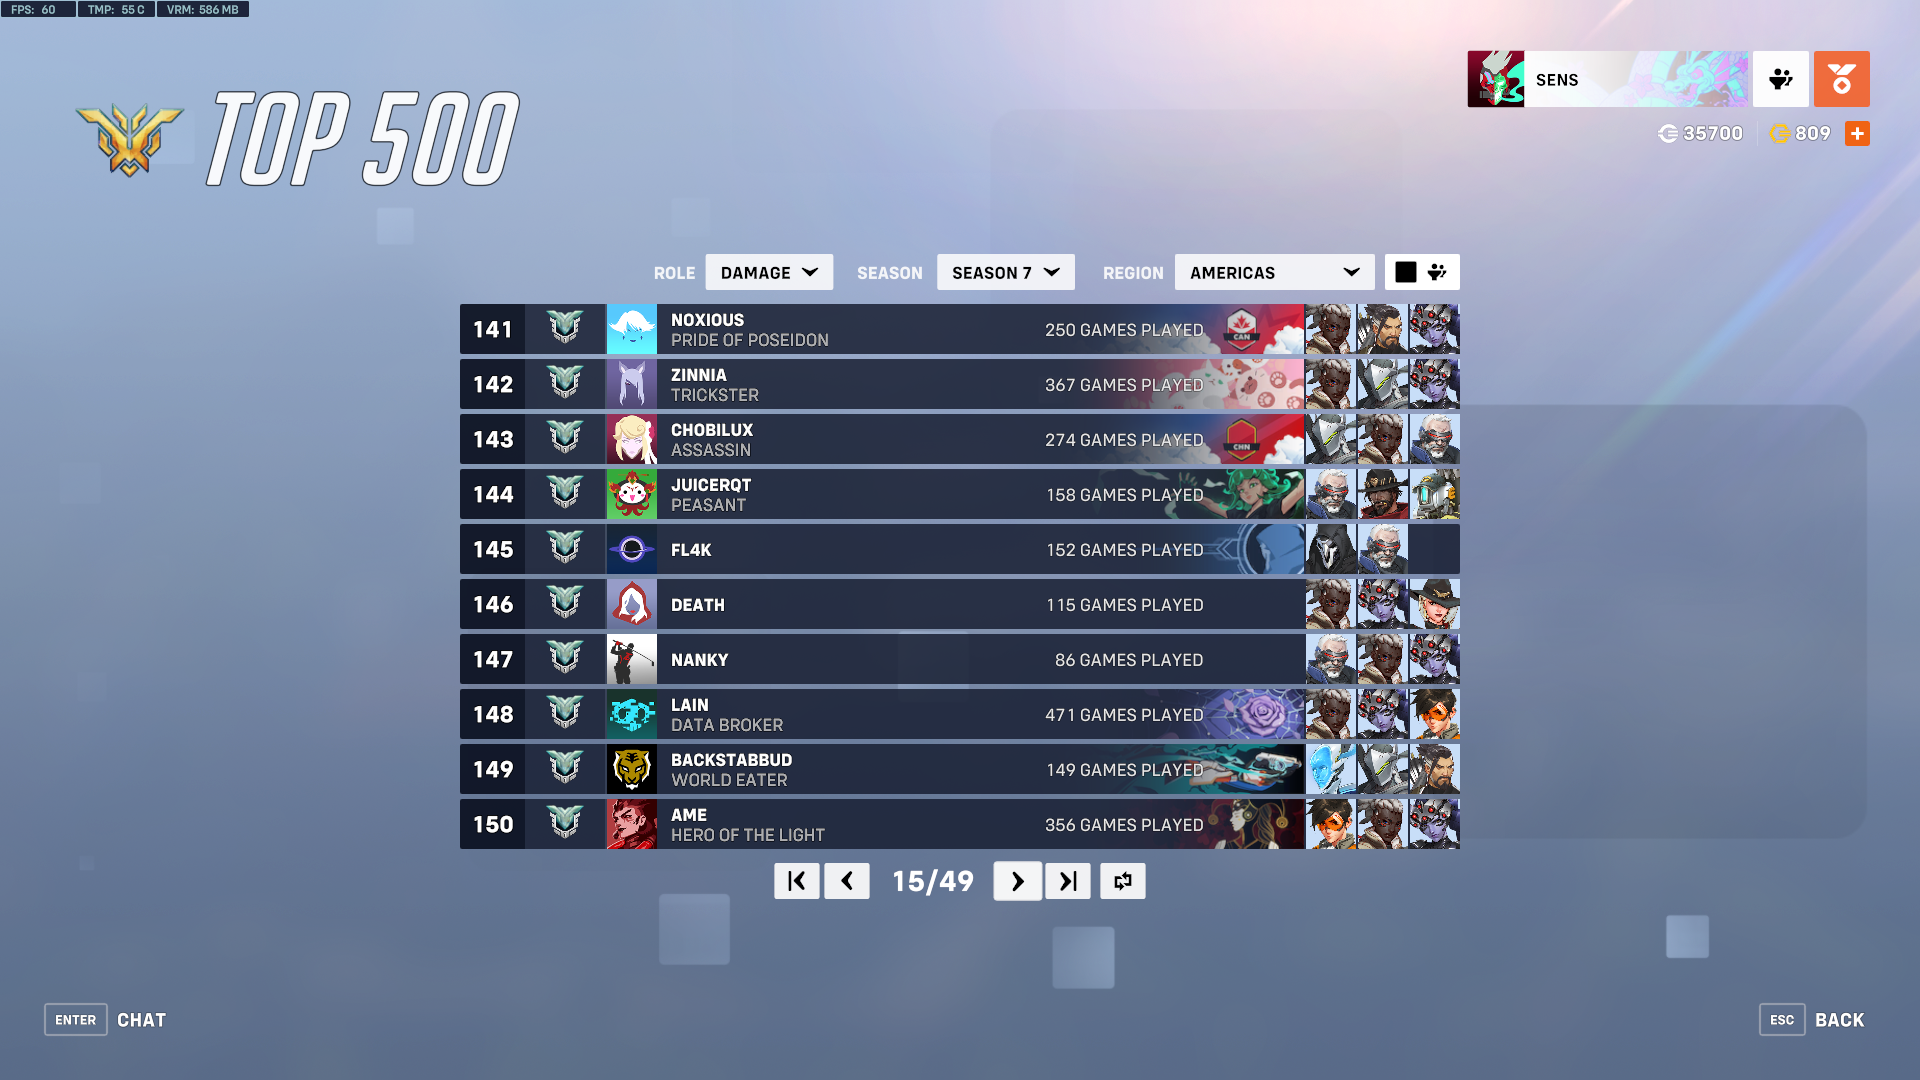 FPS: 60 TMP: 55 C VRM: 586 MB
TOP 500
SENS
35700 809
ROLE DAMAGE SEASON SEASON 7 REGION AMERICAS
141 NOXIOUS 250 GAMES PLAYED CAN
PRIDE OF POSEIDON
142 ZINNIA 367 GAMES PLAYED
TRICKSTER
143 CHOBILUX 274 GAMES PLAYED CHN
ASSASSIN
144 JUICERQT 158 GAMES PLAYED
PEASANT
145 FL4K 152 GAMES PLAYED
146 DEATH 115 GAMES PLAYED
147 NANKY 86 GAMES PLAYED
148 LAIN 471 GAMES PLAYED
DATA BROKER
149 BACKSTABBUD 149 GAMES PLAYED
WORLD EATER
150 AME 356 GAMES PLAYED
HERO OF THE LIGHT
15/49
ENTER CHAT
ESC BACK